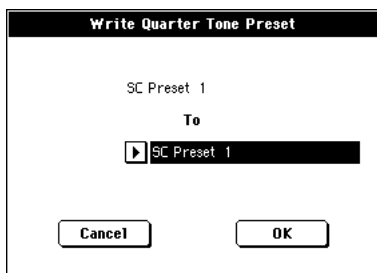 Write Quarter Tone Preset
SC Preset 1
To
SC Preset 1
Cancel OK